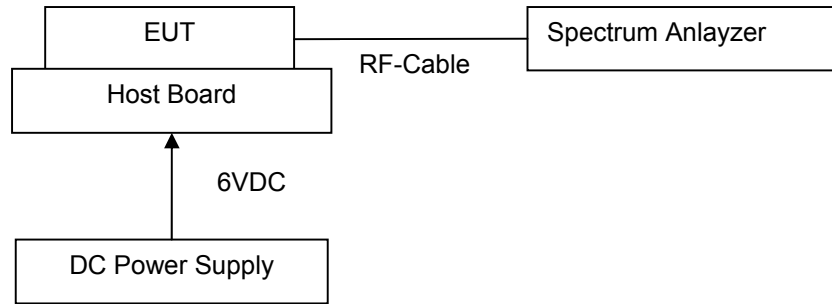 EUT
Spectrum Anlayzer
RF-Cable
Host Board
6VDC
DC Power Supply